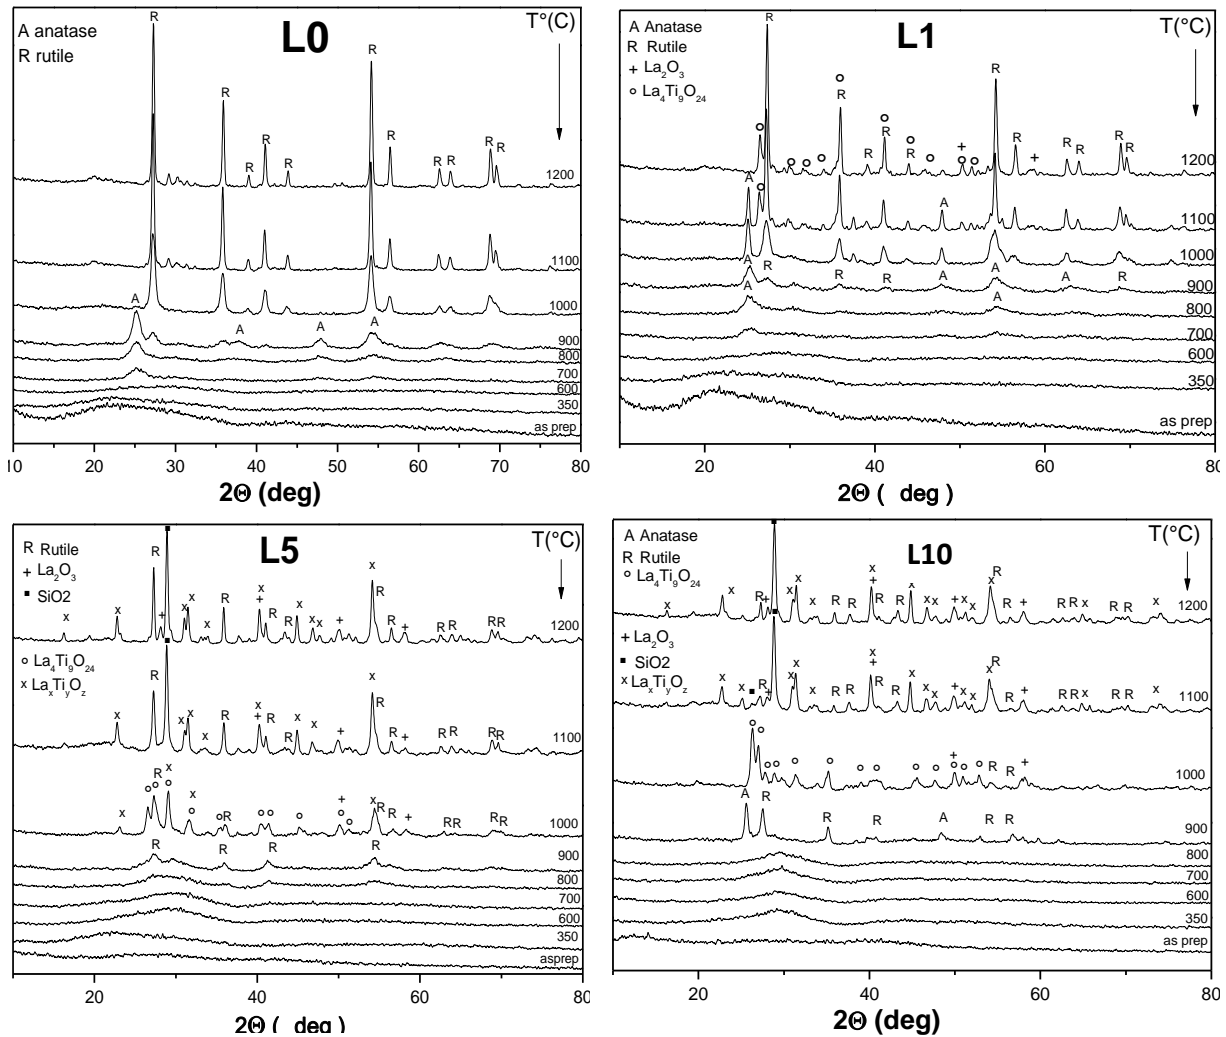 L0
T°(C)
A anatase
R rutile
R
R
R
R
R
R
R
R
R
R
R
1200
1100
1000
A
A
A
A
900
800
700
600
350
as prep
10
20
30
40
50
60
70
80
2Θ (deg)
L1
T(°C)
A Anatase
R Rutile
+ La2O3
o La4Ti9O24
R
R
R
R
R
R
R
R
R
R
1200
A
A
1100
1000
A
R
R
R
A
A
A
R
900
A
A
800
700
600
350
as prep
20
40
60
80
2Θ ( deg)
L5
T(°C)
R Rutile
+ La2O3
■ SiO2
x
x
R
+
x
x
R
x
+
R
R
x
x
x
+
x
R
+
R
R
R
R
1200
o La4Ti9O24
x LaxTiyOz
x
R
x
x
x
R
x
+
R
R
x
x
+
x
R
+
R
R
R
R
1100
x
R
x
x
R
+
x
R
R
+
R
R
R
R
1000
R
R
R
R
900
800
700
600
350
asprep
20
40
60
80
2Θ ( deg)
L10
T(°C)
A Anatase
R Rutile
o La4Ti9O24
x
x
R
+
x
x
x
R
R
x
+
R
R
x
x
x
+
x
x
R
x
R
+
R
R
R
x
R
R
x
1200
+ La2O3
■ SiO2
x LaxTiyOz
x
x
R
+
x
x
x
R
R
x
+
R
x
x
x
+
x
x
R
x
R
+
R
R
R
x
R
R
x
1100
+
R
R
+
1000
A
R
R
R
A
R
R
900
800
700
600
350
as prep
20
40
60
80
2Θ (deg)